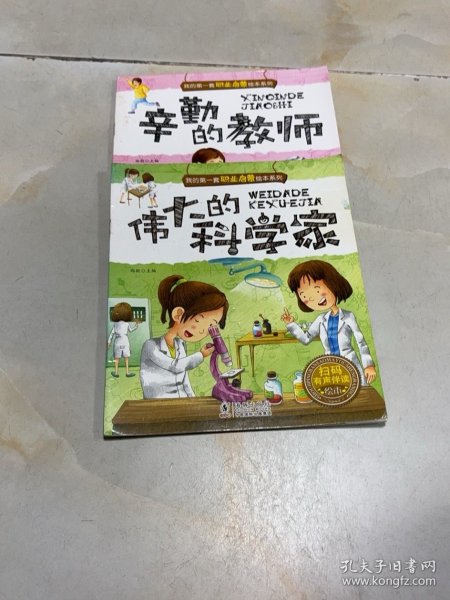 我的第一套职业启蒙绘本系列
XINQINDE
JIAOSHI
辛勤的教师
我的第一套职业启蒙绘本系列
WEIDADE
KEXUEJIA
伟大的科学家
扫码
有声伴读
绘本
孔夫子旧书网
www.kongfz.com